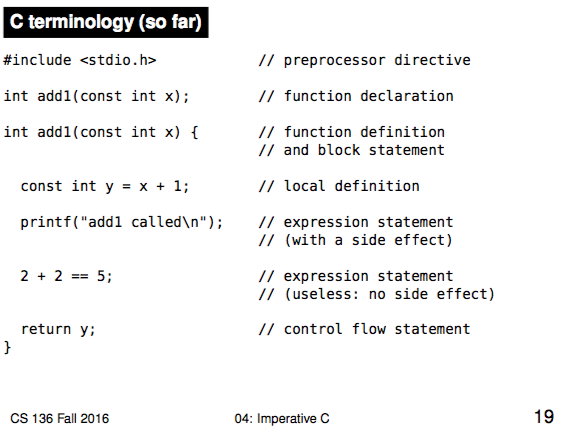 C terminology (so far)
#include <stdio.h> // preprocessor directive
int add1(const int x); // function declaration
int add1(const int x) { // function definition
// and block statement
const int y = x + 1; // local definition
printf("add1 called\n"); // expression statement
// (with a side effect)
2 + 2 == 5; // expression statement
// (useless: no side effect)
return y; // control flow statement
}
CS 136 Fall 2016 04: Imperative C 19